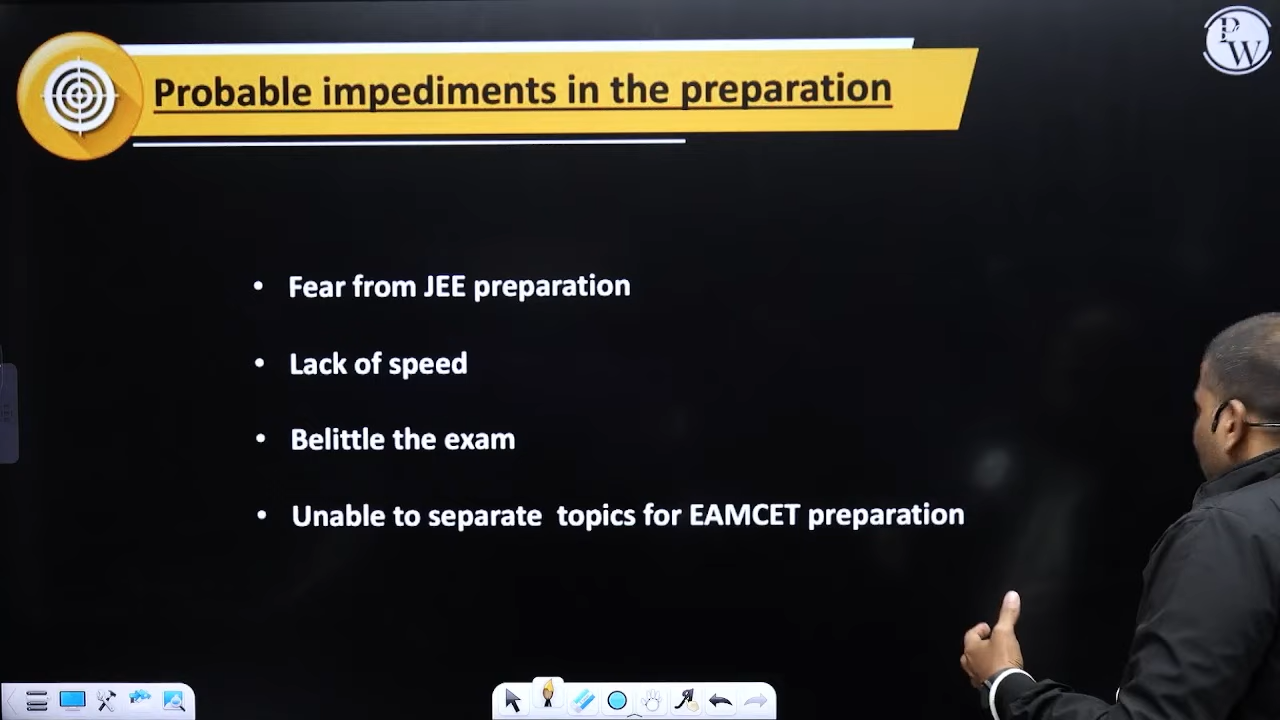 PW
Probable impediments in the preparation
• Fear from JEE preparation
• Lack of speed
• Belittle the exam
• Unable to separate topics for EAMCET preparation